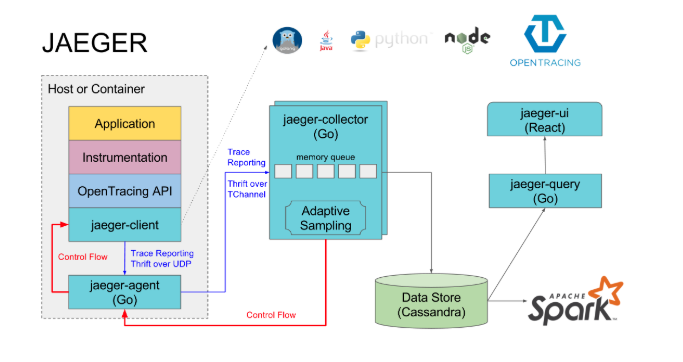 JAEGER
Java
python
node
JS
OPENTRACING
Host or Container
Application
Instrumentation
OpenTracing API
jaeger-client
Control Flow
Trace Reporting
Thrift over UDP
jaeger-agent
(Go)
Trace
Reporting
Thrift over
TChannel
jaeger-collector
(Go)
memory queue
Adaptive
Sampling
Control Flow
Data Store
(Cassandra)
jaeger-ui
(React)
jaeger-query
(Go)
APACHE
Spark